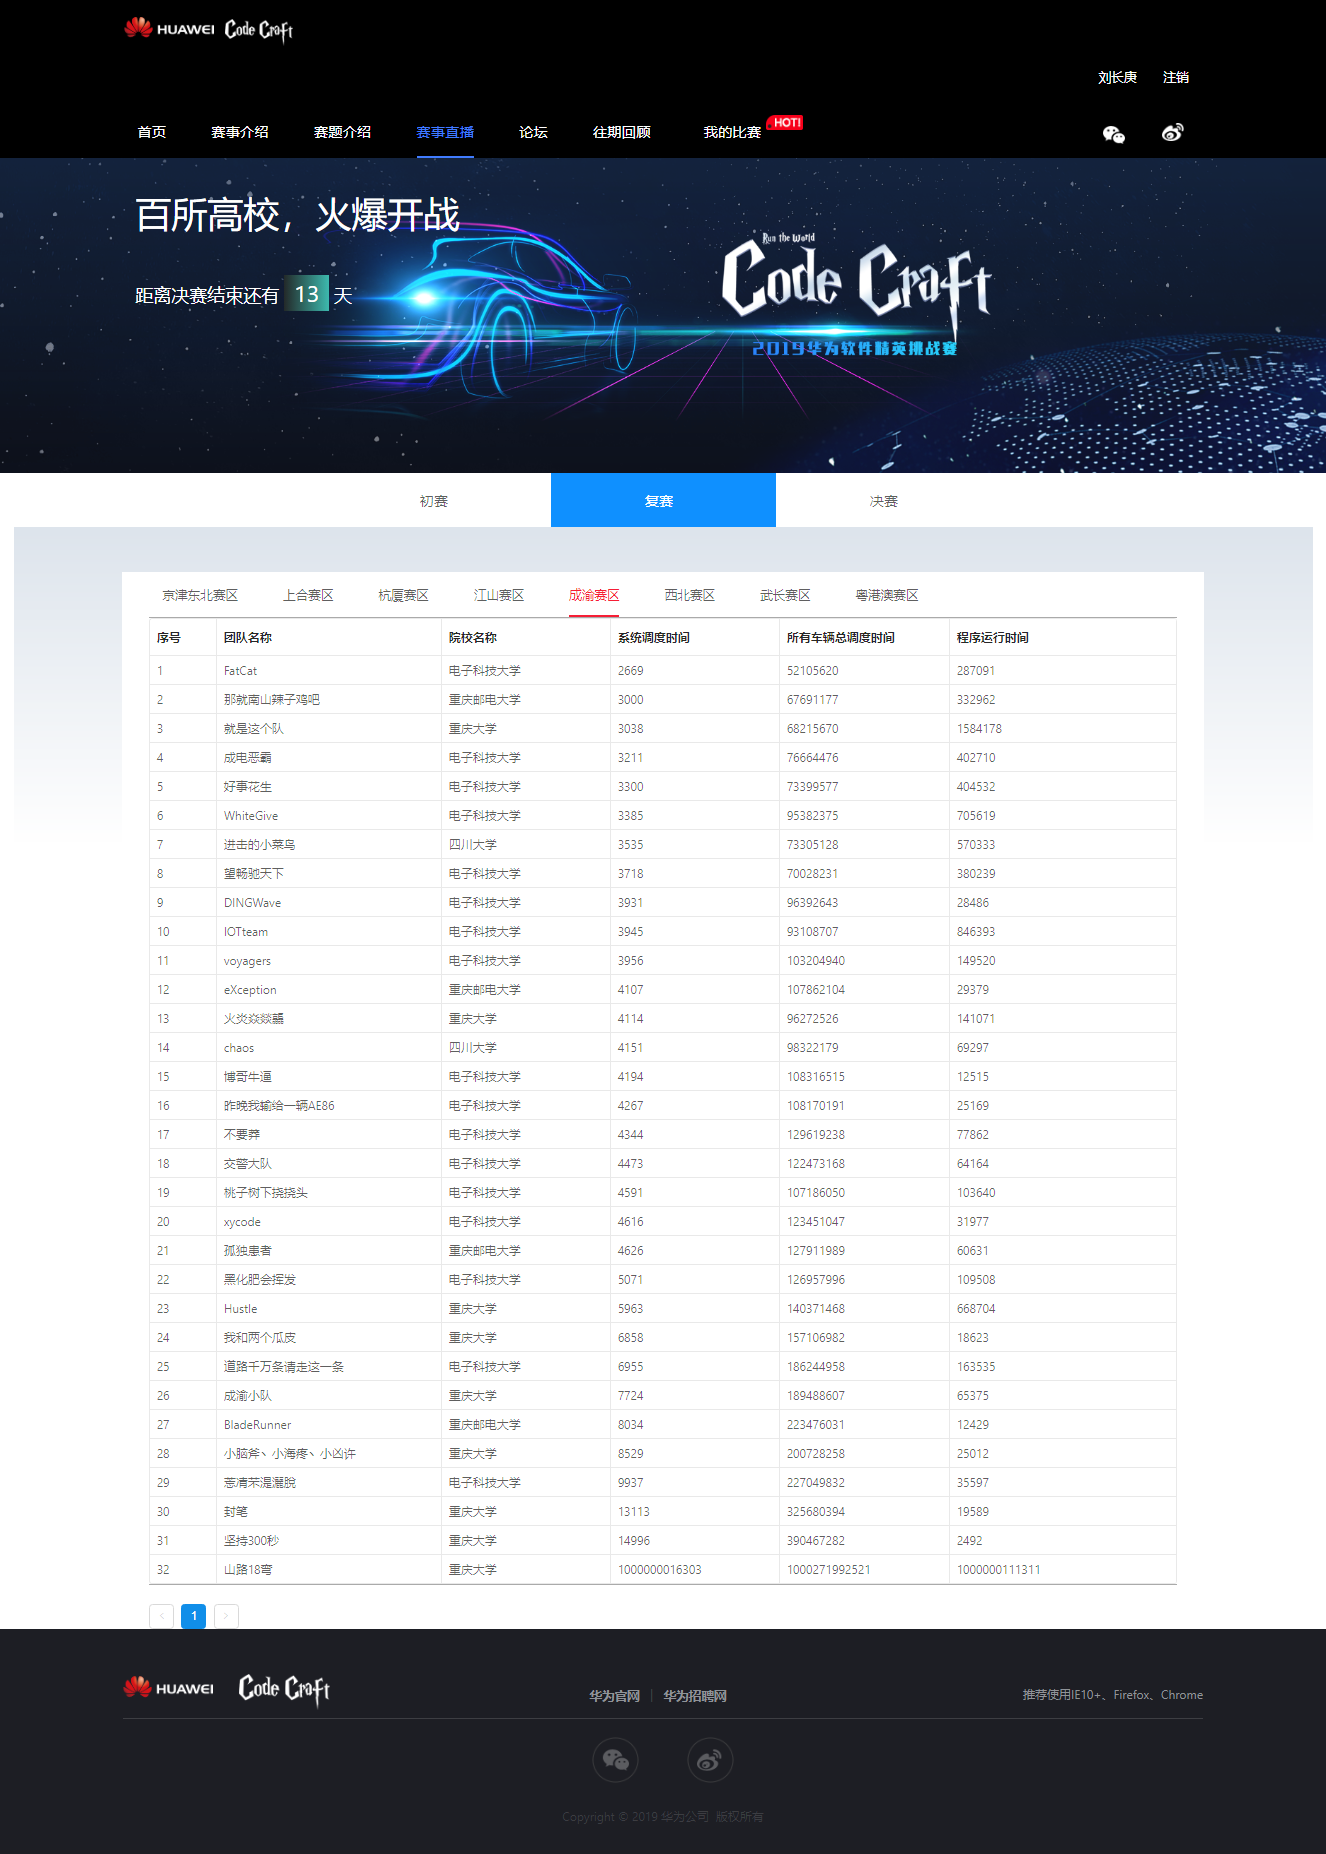 HUAWEI Code Craft
刘长庚 注销
首页 赛事介绍 赛题介绍 赛事直播 论坛 往期回顾 我的比赛 HOT!
百所高校，火爆开战
Run the World
Code Craft
距离决赛结束还有 13 天
2019华为软件精英挑战赛
初赛 复赛 决赛
京津东北赛区 上合赛区 杭厦赛区 江山赛区 成渝赛区 西北赛区 武长赛区 粤港澳赛区
序号 团队名称 院校名称 系统调度时间 所有车辆总调度时间 程序运行时间
1 FatCat 电子科技大学 2669 52105620 287091
2 那就南山辣子鸡吧 重庆邮电大学 3000 67691177 332962
3 就是这个队 重庆大学 3038 68215670 1584178
4 成电恶霸 电子科技大学 3211 76664476 402710
5 好事花生 电子科技大学 3300 73399577 404532
6 WhiteGive 电子科技大学 3385 95382375 705619
7 进击的小菜鸟 四川大学 3535 73305128 570333
8 望畅驰天下 电子科技大学 3718 70028231 380239
9 DINGWave 电子科技大学 3931 96392643 28486
10 IOTteam 电子科技大学 3945 93108707 846393
11 voyagers 电子科技大学 3956 103204940 149520
12 eXception 重庆邮电大学 4107 107862104 29379
13 火炎焱燚 重庆大学 4114 96272526 141071
14 chaos 四川大学 4151 98322179 69297
15 博哥牛逼 电子科技大学 4194 108316515 12515
16 昨晚我输给一辆AE86 电子科技大学 4267 108170191 25169
17 不要莽 电子科技大学 4344 129619238 77862
18 交警大队 电子科技大学 4473 122473168 64164
19 桃子树下挠挠头 电子科技大学 4591 107186050 103640
20 xycode 电子科技大学 4616 123451047 31977
21 孤独患者 重庆邮电大学 4626 127911989 60631
22 黑化肥会挥发 电子科技大学 5071 126957996 109508
23 Hustle 重庆大学 5963 140371468 668704
24 我和两个瓜皮 重庆大学 6858 157106982 18623
25 道路千万条请走这一条 电子科技大学 6955 186244958 163535
26 成渝小队 重庆大学 7724 189488607 65375
27 BladeRunner 重庆邮电大学 8034 223476031 12429
28 小脑斧丶小海疼丶小凶许 重庆大学 8529 200728258 25012
29 电子科技大学 9937 227049832 35597
30 封笔 重庆大学 13113 325680394 19589
31 坚持300秒 重庆大学 14996 390467282 2492
32 山路18弯 重庆大学 1000000016303 1000271992521 1000000111311
< 1 >
HUAWEI Code Craft
华为官网 | 华为招聘网
推荐使用IE10+、Firefox、Chrome
Copyright © 2019 华为公司 版权所有